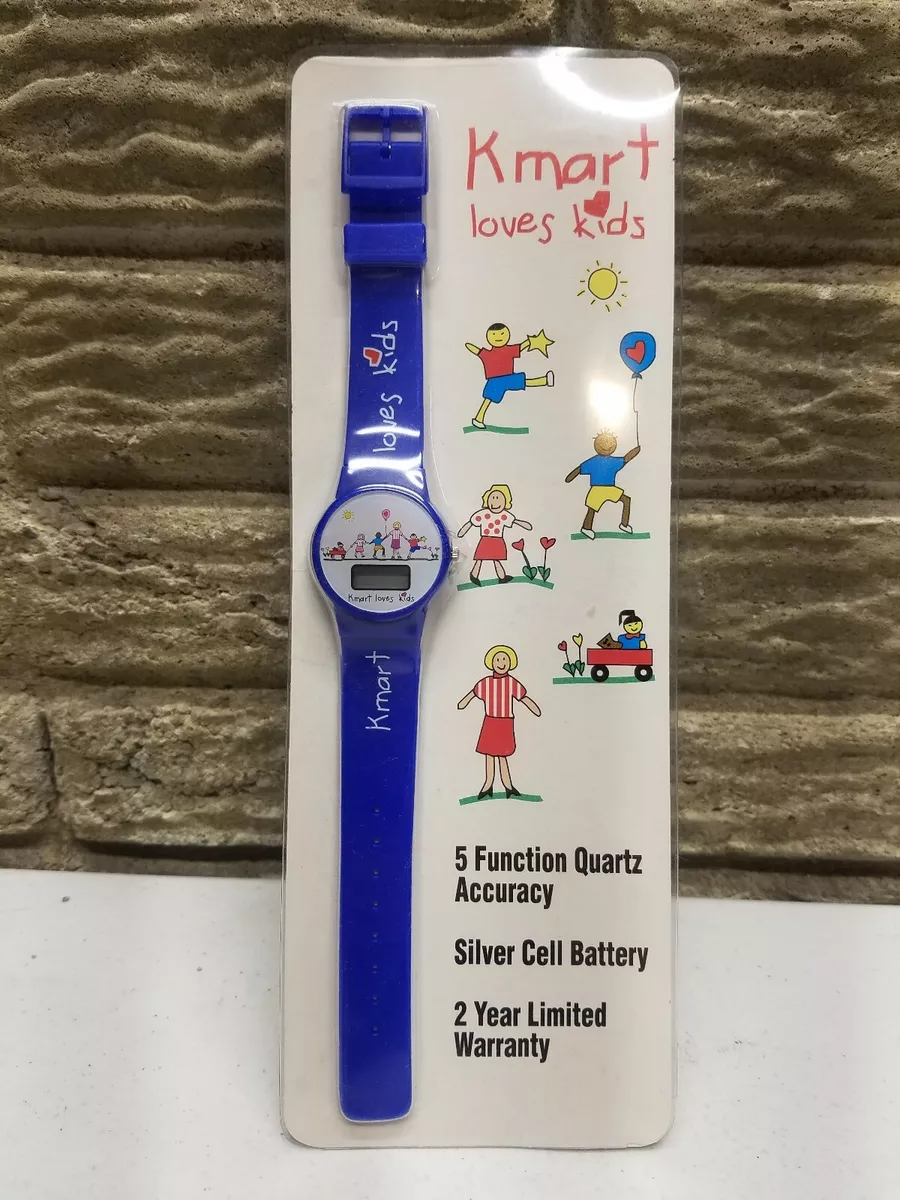 Kmart
loves kids
loves kids
Kmart loves kids
Kmart
5 Function Quartz
Accuracy
Silver Cell Battery
2 Year Limited
Warranty